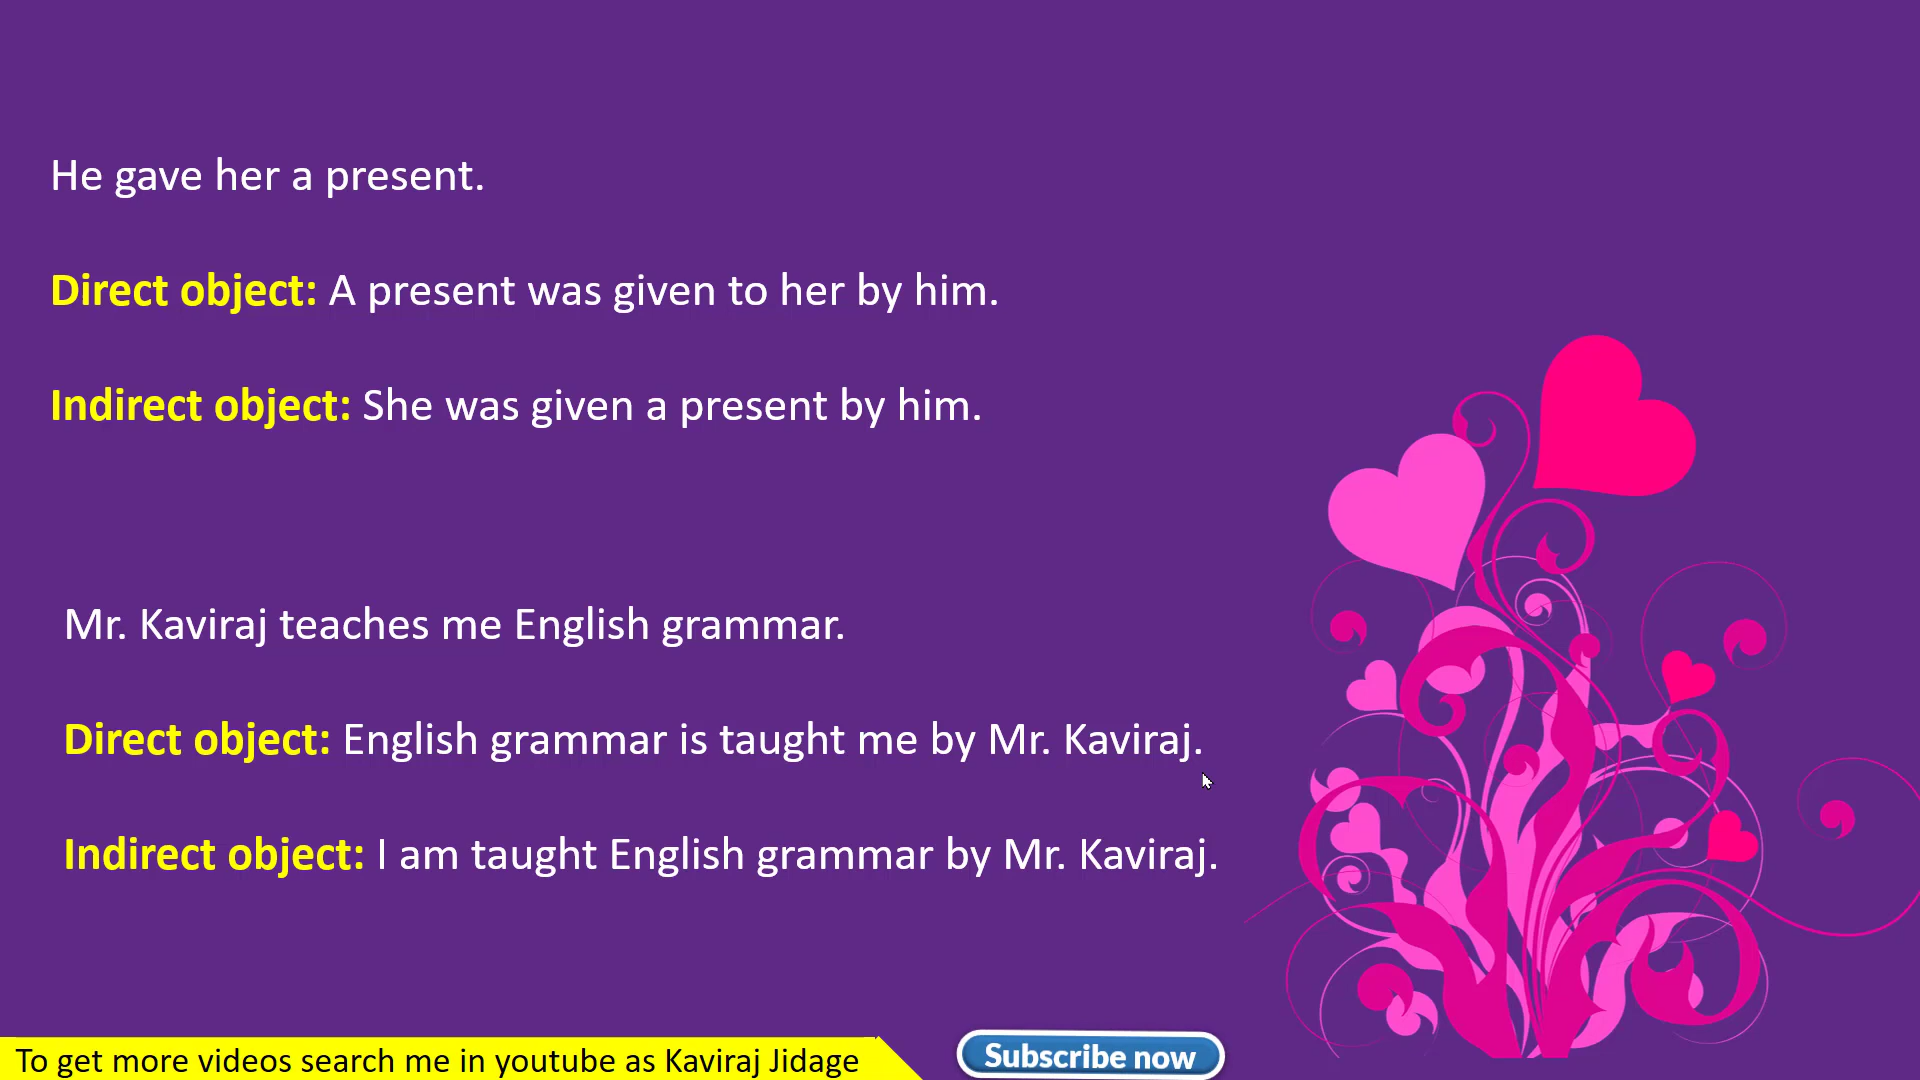 He gave her a present.
Direct object: A present was given to her by him.
Indirect object: She was given a present by him.
Mr. Kaviraj teaches me English grammar.
Direct object: English grammar is taught me by Mr. Kaviraj.
Indirect object: I am taught English grammar by Mr. Kaviraj.
To get more videos search me in youtube as Kaviraj Jidage
Subscribe now